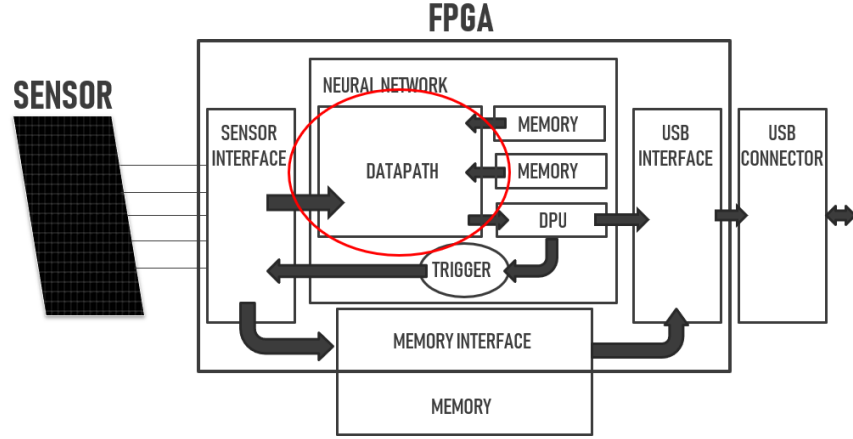 FPGA
NEURAL NETWORK
SENSOR
SENSOR
INTERFACE
DATAPATH
MEMORY
MEMORY
DPU
TRIGGER
USB
INTERFACE
USB
CONNECTOR
MEMORY INTERFACE
MEMORY